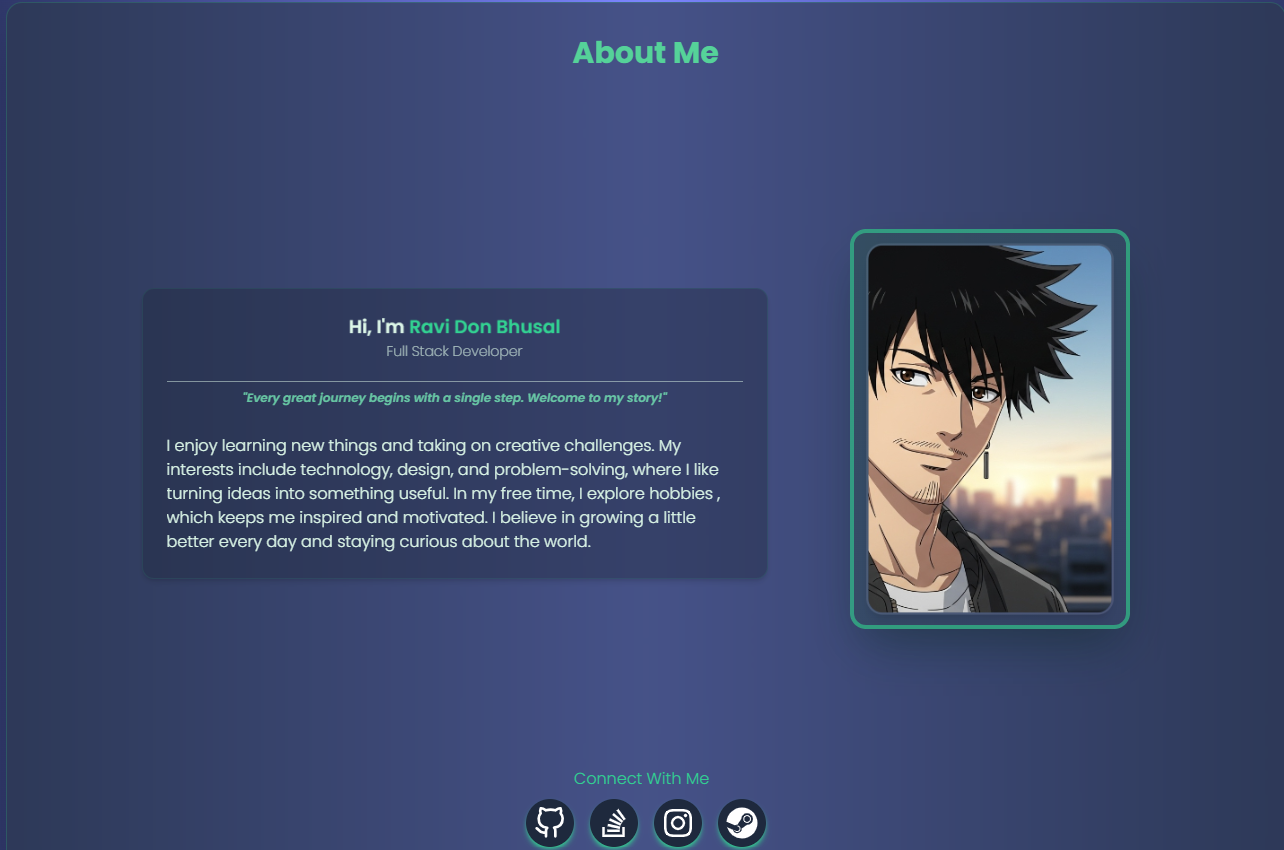 About Me
Hi, I'm Ravi Don Bhusal
Full Stack Developer
"Every great journey begins with a single step. Welcome to my story!"
I enjoy learning new things and taking on creative challenges. My
interests include technology, design, and problem-solving, where I like
turning ideas into something useful. In my free time, I explore hobbies ,
which keeps me inspired and motivated. I believe in growing a little
better every day and staying curious about the world.
Connect With Me